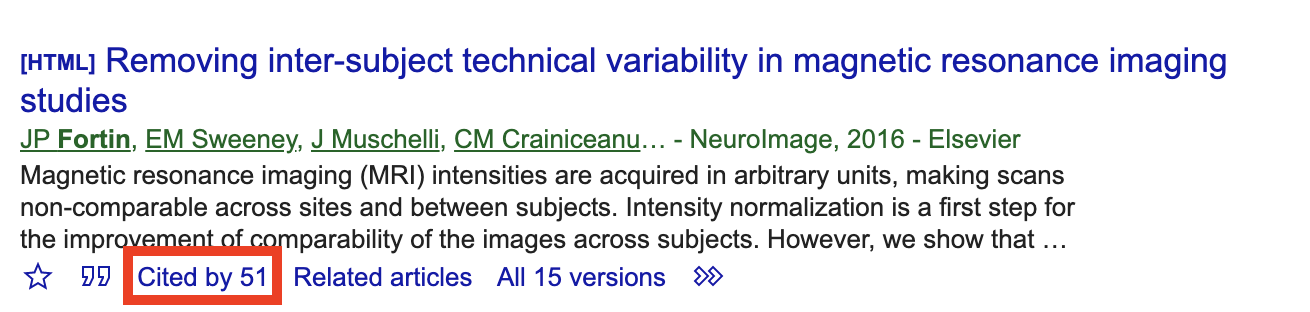 [HTML] Removing inter-subject technical variability in magnetic resonance imaging
studies
JP Fortin, EM Sweeney, J Muschelli, CM Crainiceanu… - NeuroImage, 2016 - Elsevier
Magnetic resonance imaging (MRI) intensities are acquired in arbitrary units, making scans
non-comparable across sites and between subjects. Intensity normalization is a first step for
the improvement of comparability of the images across subjects. However, we show that …
Cited by 51 Related articles All 15 versions